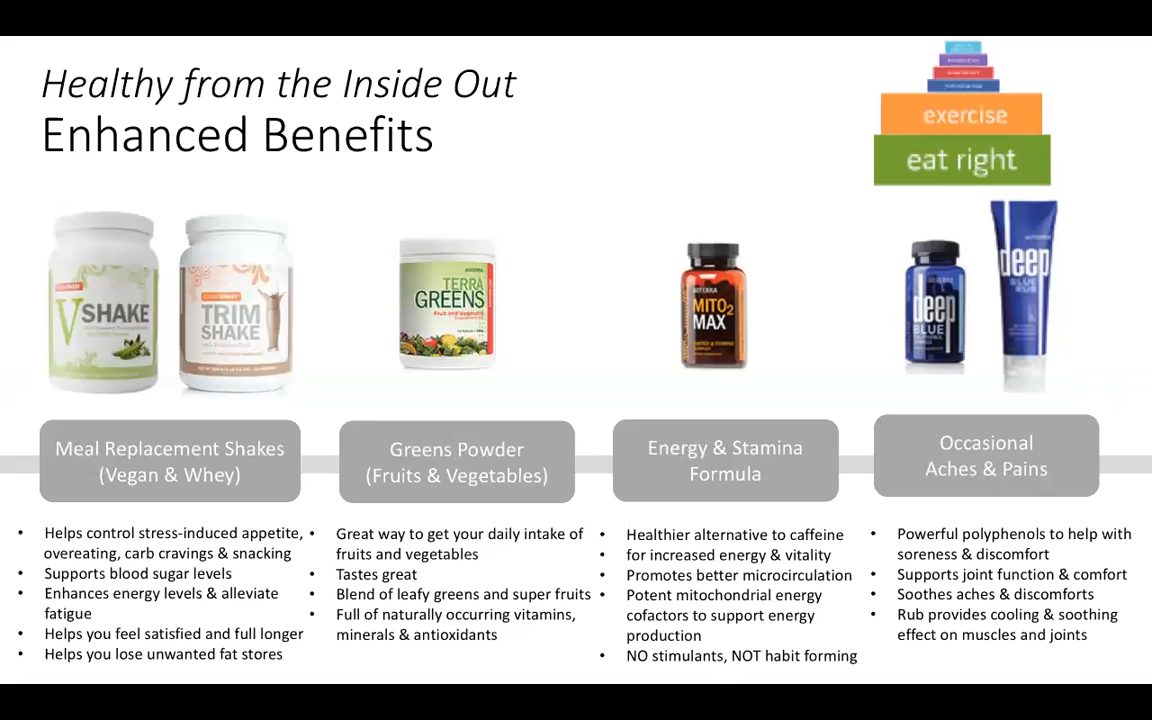 Healthy from the Inside Out
Enhanced Benefits
exercise
eat right
VSHAKE
TRIM
SHAKE
TERRA
GREENS
Fruit and Vegetable
MITO2
MAX
deep
BLUE
deep
BLUE
RUB
Meal Replacement Shakes
(Vegan & Whey)
Greens Powder
(Fruits & Vegetables)
Energy & Stamina
Formula
Occasional
Aches & Pains
• Helps control stress-induced appetite,
overeating, carb cravings & snacking
• Supports blood sugar levels
• Enhances energy levels & alleviate
fatigue
• Helps you feel satisfied and full longer
• Helps you lose unwanted fat stores
• Great way to get your daily intake of
fruits and vegetables
• Tastes great
• Blend of leafy greens and super fruits
• Full of naturally occurring vitamins,
minerals & antioxidants
• Healthier alternative to caffeine
• for increased energy & vitality
• Promotes better microcirculation
• Potent mitochondrial energy
cofactors to support energy
production
• NO stimulants, NOT habit forming
• Powerful polyphenols to help with
soreness & discomfort
• Supports joint function & comfort
• Soothes aches & discomforts
• Rub provides cooling & soothing
effect on muscles and joints